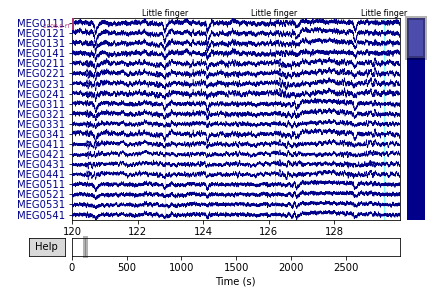 Little finger Little finger Little finger
MEG0111
MEG0121
MEG0131
MEG0141
MEG0211
MEG0221
MEG0231
MEG0241
MEG0311
MEG0321
MEG0331
MEG0341
MEG0411
MEG0421
MEG0431
MEG0441
MEG0511
MEG0521
MEG0531
MEG0541
120 122 124 126 128
Help
0 500 1000 1500 2000 2500
Time (s)